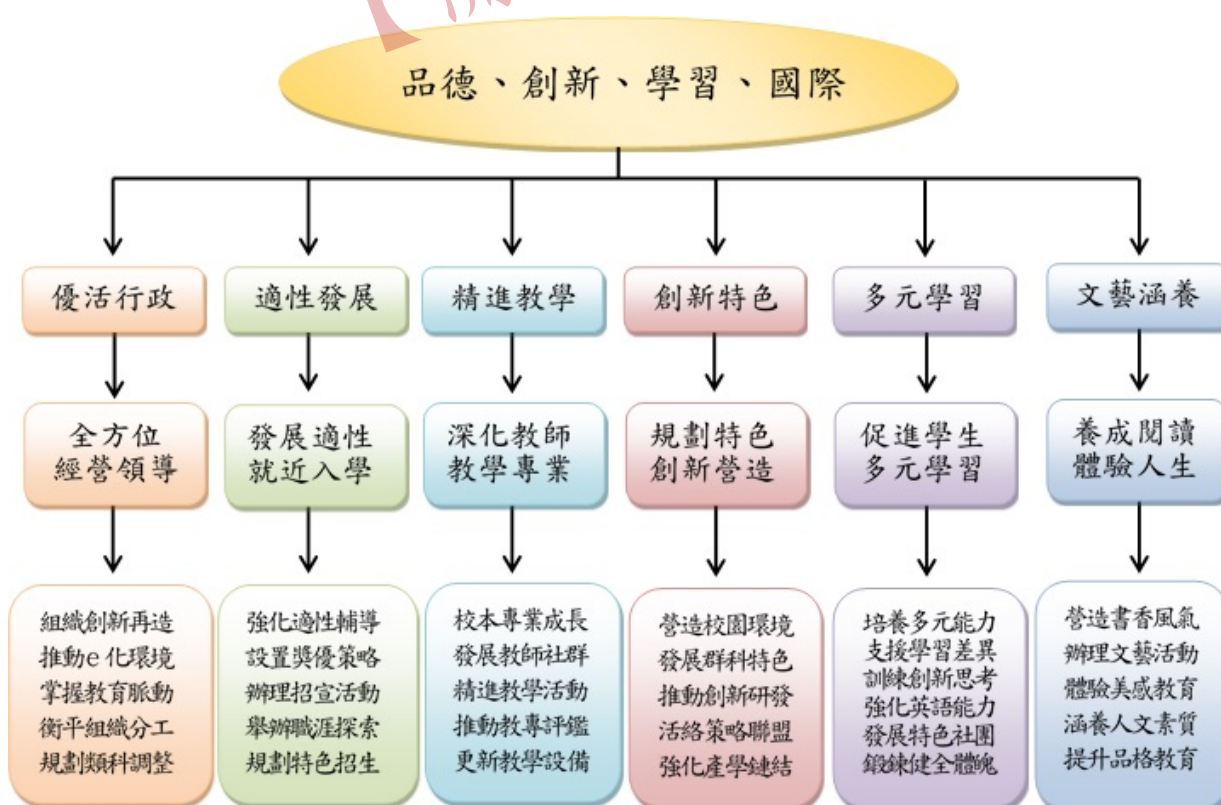 品德、創新、學習、國際
優活行政
適性發展
精進教學
創新特色
多元學習
文藝涵養
全方位
經營領導
發展適性
就近入學
深化教師
教學專業
規劃特色
創新營造
促進學生
多元學習
養成閱讀
體驗人生
組織創新再造
推動e化環境
掌握教育脈動
衡平組織分工
規劃類科調整
強化適性輔導
設置獎優策略
辦理招宣活動
舉辦職涯探索
規劃特色招生
校本專業成長
發展教師社群
精進教學活動
推動教專評鑑
更新教學設備
營造校園環境
發展群科特色
推動創新研發
活絡策略聯盟
強化產學鏈結
培養多元能力
支援學習差異
訓練創新思考
強化英語能力
發展特色社團
鍛鍊健全體魄
營造書香風氣
辦理文藝活動
體驗美感教育
涵養人文素質
提升品格教育